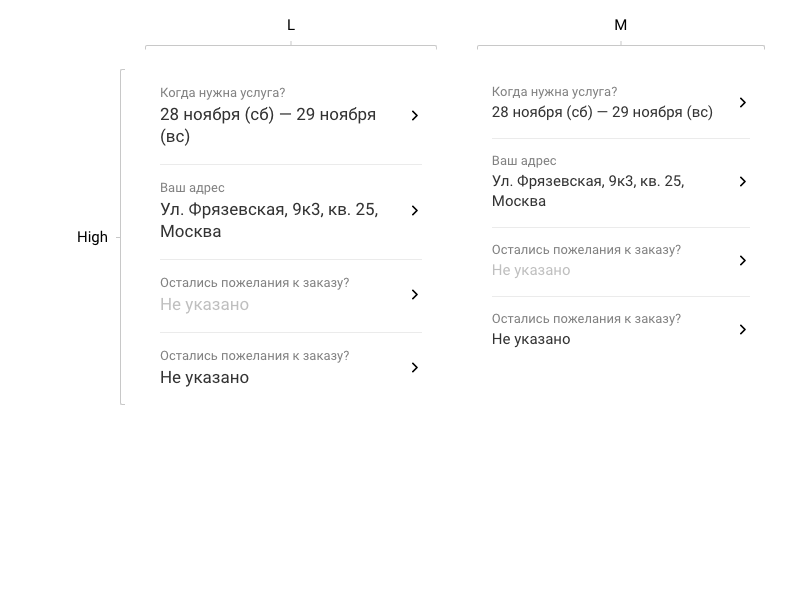 L
M
High
Когда нужна услуга?
28 ноября (сб) — 29 ноября
(вс)
Ваш адрес
Ул. Фрязевская, 9к3, кв. 25,
Москва
Остались пожелания к заказу?
Не указано
Остались пожелания к заказу?
Не указано
Когда нужна услуга?
28 ноября (сб) — 29 ноября (вс)
Ваш адрес
Ул. Фрязевская, 9к3, кв. 25,
Москва
Остались пожелания к заказу?
Не указано
Остались пожелания к заказу?
Не указано